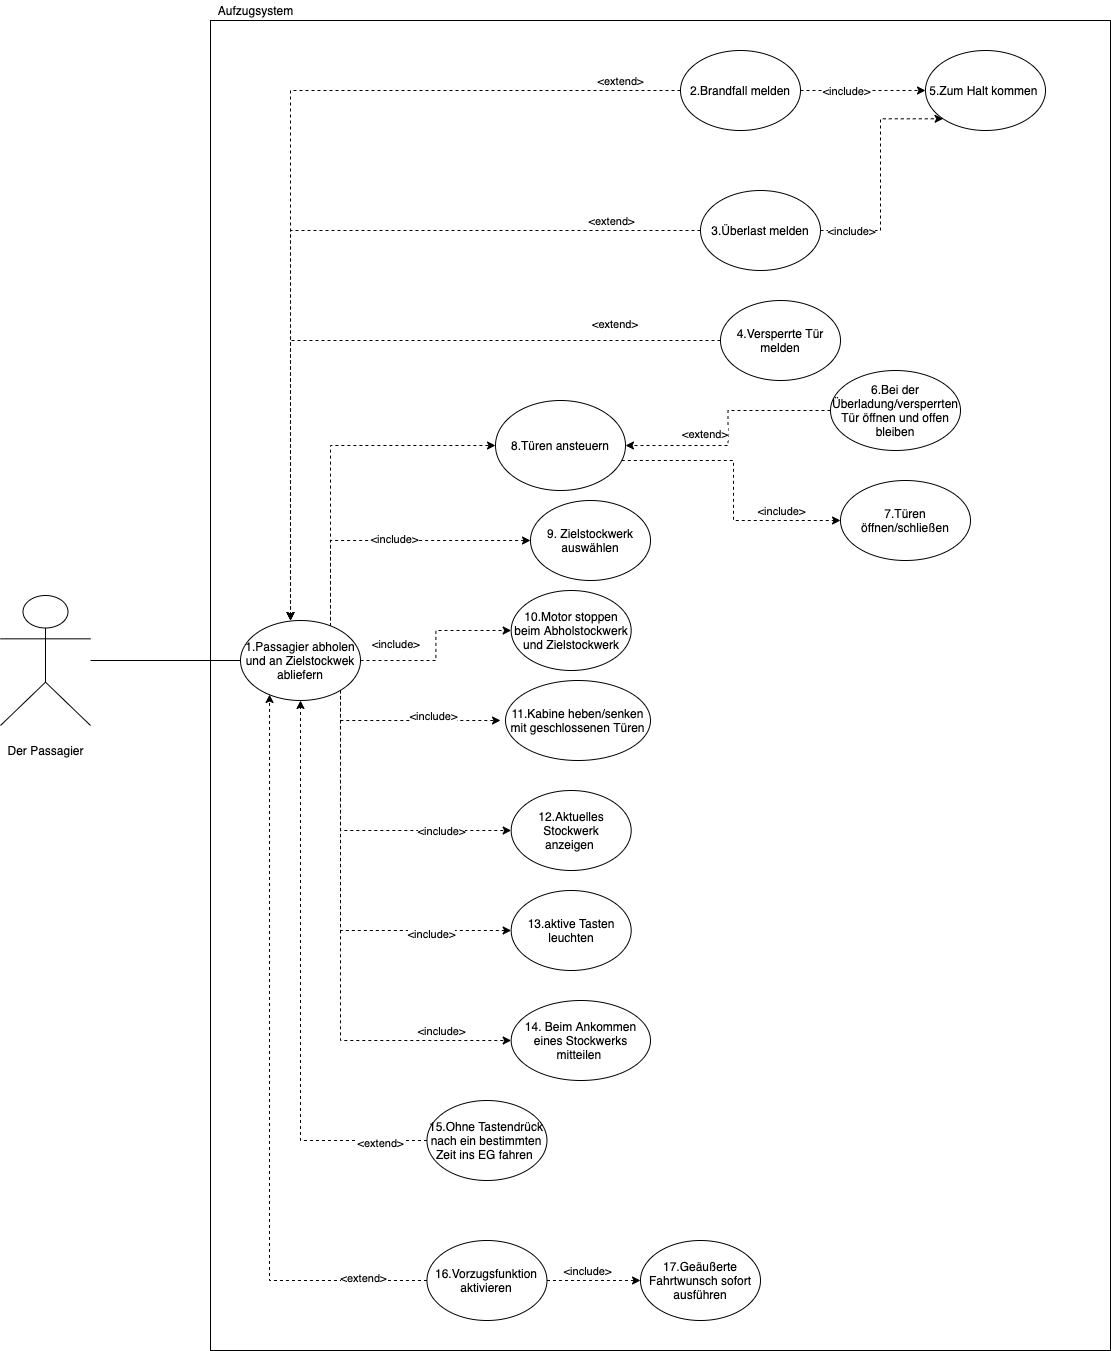 Aufzugsystem
<extend>
2.Brandfall melden
<include>
5.Zum Halt kommen
<extend>
3.Überlast melden
<include>
<extend>
4.Versperrte Tür
melden
6.Bei der
Überladung/versperrten
Tür öffnen und offen
bleiben
<extend>
8.Türen ansteuern
<include>
7.Türen
öffnen/schließen
<include>
9. Zielstockwerk
auswählen
10.Motor stoppen
beim Abholstockwerk
und Zielstockwerk
<include>
1.Passagier abholen
und an Zielstockwek
abliefern
Der Passagier
<include>
11.Kabine heben/senken
mit geschlossenen Türen
<include>
12.Aktuelles
Stockwerk
anzeigen
<include>
13.aktive Tasten
leuchten
<include>
14. Beim Ankommen
eines Stockwerks
mitteilen
<extend>
15.Ohne Tastendrück
nach ein bestimmten
Zeit ins EG fahren
<extend>
16.Vorzugsfunktion
aktivieren
<include>
17.Geäußerte
Fahrtwunsch sofort
ausführen